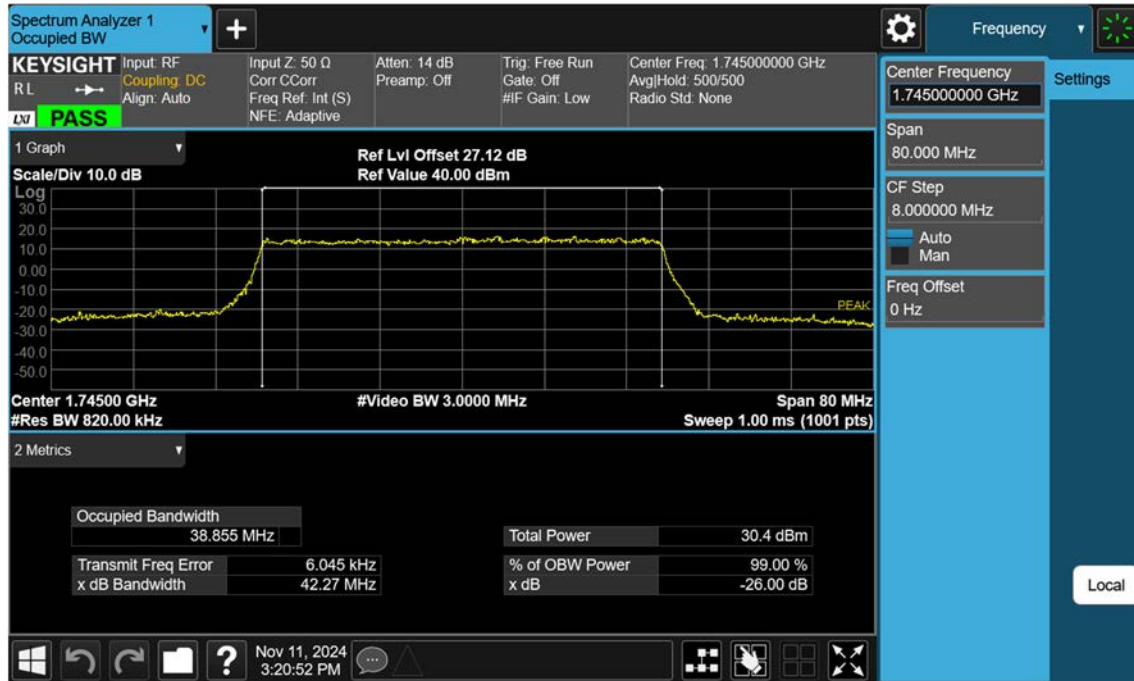 Spectrum Analyzer 1
Occupied BW
+
Frequency
KEYSIGHT
RL
LXI PASS
Input: RF
Coupling: DC
Align: Auto
Input Z: 50 Ω
Corr CCorr
Freq Ref: Int (S)
NFE: Adaptive
Atten: 14 dB
Preamp: Off
Trig: Free Run
Gate: Off
#IF Gain: Low
Center Freq: 1.745000000 GHz
Avg|Hold: 500/500
Radio Std: None
Center Frequency
1.745000000 GHz
Settings
Span
80.000 MHz
CF Step
8.000000 MHz
Auto
Man
Freq Offset
0 Hz
1 Graph
Scale/Div 10.0 dB
Ref Lvl Offset 27.12 dB
Ref Value 40.00 dBm
Log
30.0
20.0
10.0
0.00
-10.0
-20.0
-30.0
-40.0
-50.0
PEAK
Center 1.74500 GHz
#Video BW 3.0000 MHz
Span 80 MHz
#Res BW 820.00 kHz
Sweep 1.00 ms (1001 pts)
2 Metrics
Occupied Bandwidth
38.855 MHz
Total Power 30.4 dBm
Transmit Freq Error 6.045 kHz
% of OBW Power 99.00 %
x dB Bandwidth 42.27 MHz
x dB -26.00 dB
Local
?
Nov 11, 2024
3:20:52 PM